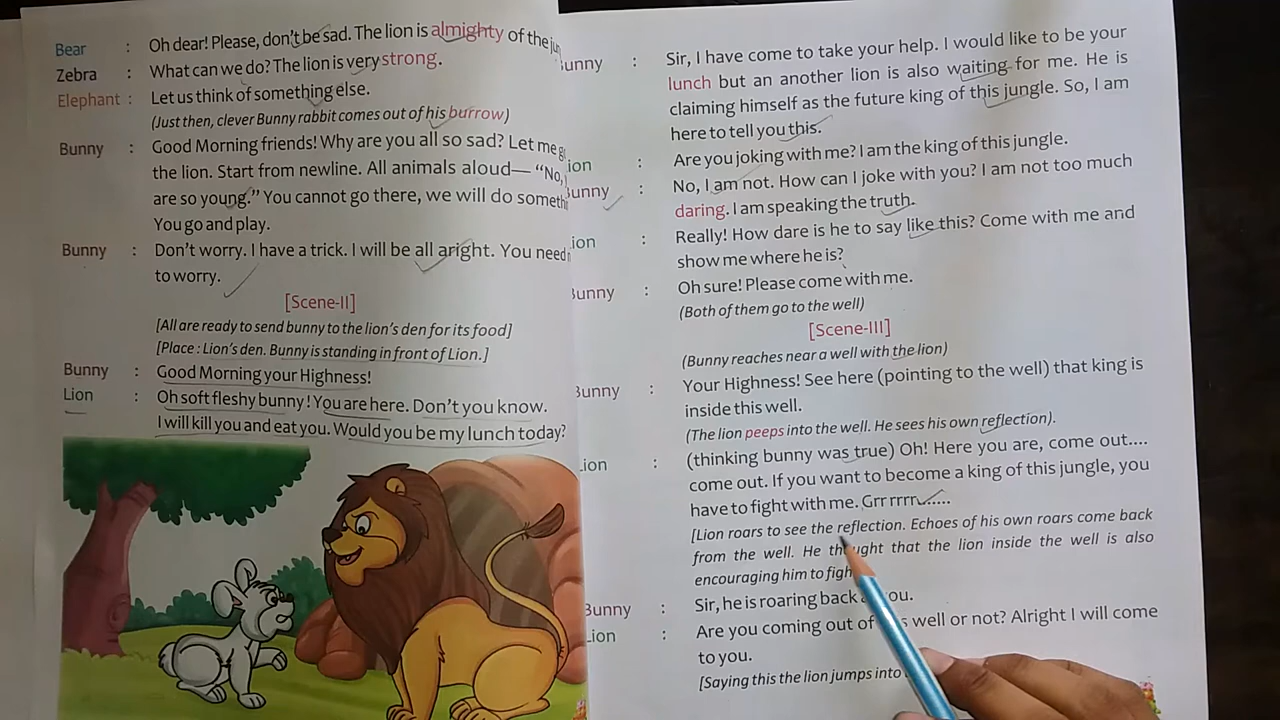 Bear : Oh dear! Please, don't be sad. The lion is almighty of the
Zebra : What can we do? The lion is very strong.
Elephant : Let us think of something else.
(Just then, clever Bunny rabbit comes out of his burrow)
Bunny : Good Morning friends! Why are you all so sad? Let me
the lion. Start from newline. All animals aloud— "No,
are so young." You cannot go there, we will do
You go and play.
Bunny : Don't worry. I have a trick. I will be all aright. You need
to worry.
[Scene-II]
[All are ready to send bunny to the lion's den for its food]
[Place : Lion's den. Bunny is standing in front of Lion.]
Bunny : Good Morning your Highness!
Lion : Oh soft fleshy bunny! You are here. Don't you know.
I will kill you and eat you. Would you be my lunch today?
unny : Sir, I have come to take your help. I would like to be your
lunch but an another lion is also waiting for me. He is
claiming himself as the future king of this jungle. So, I am
here to tell you this.
ion : Are you joking with me? I am the king of this jungle.
Bunny : No, I am not. How can I joke with you? I am not too much
daring. I am speaking the truth.
ion : Really! How dare is he to say like this? Come with me and
show me where he is?
Bunny : Oh sure! Please come with me.
(Both of them go to the well)
[Scene-III]
(Bunny reaches near a well with the lion)
Bunny : Your Highness! See here (pointing to the well) that king is
inside this well.
(The lion peeps into the well. He sees his own reflection).
Lion : (thinking bunny was true) Oh! Here you are, come out....
come out. If you want to become a king of this jungle, you
have to fight with me. Grr rrrr......
[Lion roars to see the reflection. Echoes of his own roars come back
from the well. He thought that the lion inside the well is also
encouraging him to figh
Bunny : Sir, he is roaring back ou.
Lion : Are you coming out of s well or not? Alright I will come
to you.
[Saying this the lion jumps into